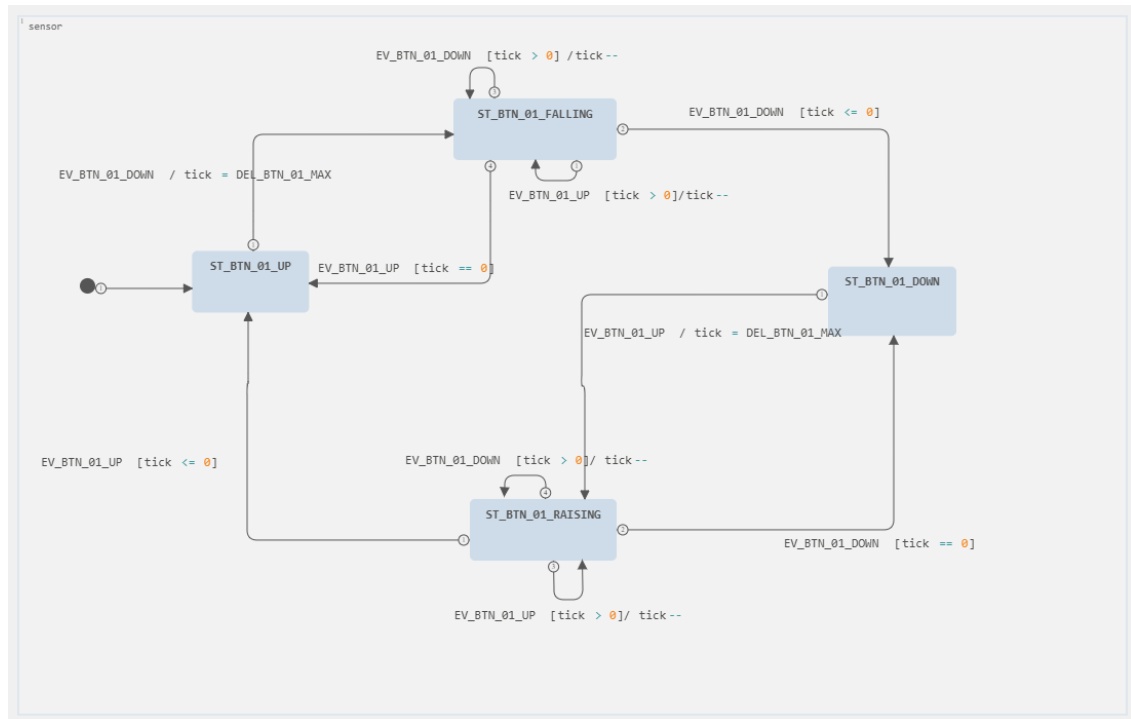 sensor
EV_BTN_01_DOWN [tick > 0] /tick--
ST_BTN_01_FALLING
EV_BTN_01_DOWN [tick <= 0]
EV_BTN_01_DOWN / tick = DEL_BTN_01_MAX
EV_BTN_01_UP [tick > 0]/tick--
ST_BTN_01_UP
EV_BTN_01_UP [tick == 0]
ST_BTN_01_DOWN
EV_BTN_01_UP / tick = DEL_BTN_01_MAX
EV_BTN_01_UP [tick <= 0]
EV_BTN_01_DOWN [tick > 0]/ tick--
ST_BTN_01_RAISING
EV_BTN_01_DOWN [tick == 0]
EV_BTN_01_UP [tick > 0]/ tick--